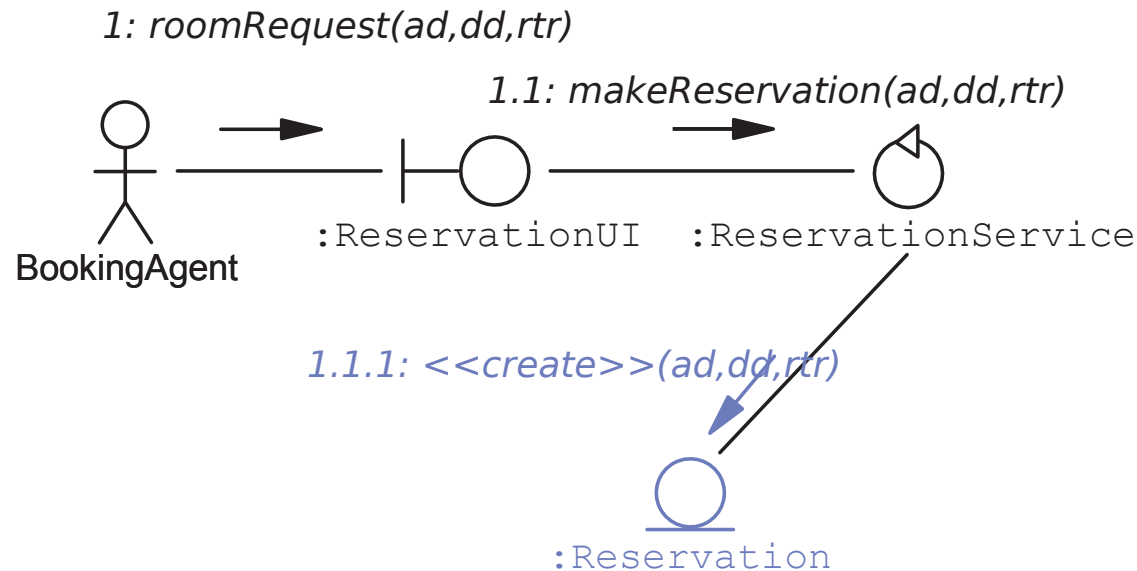 1: roomRequest(ad,dd,rtr)
1.1: makeReservation(ad,dd,rtr)
:ReservationUI
:ReservationService
BookingAgent
1.1.1: <<create>>(ad,dd,rtr)
:Reservation